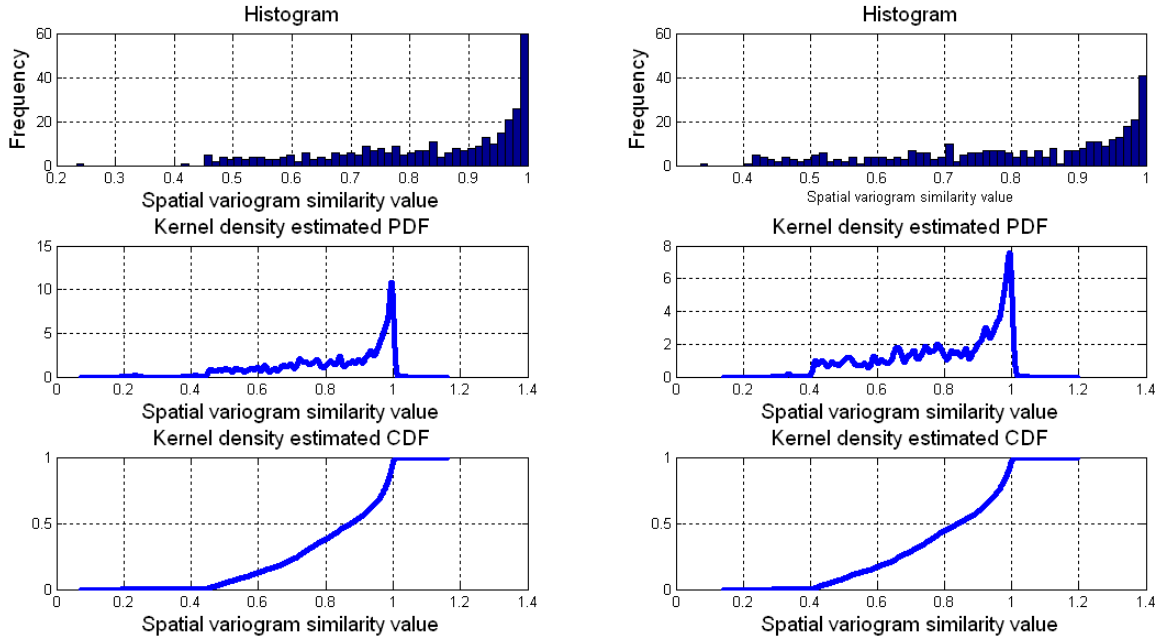 Histogram
Frequency
60
40
20
0
0.2 0.3 0.4 0.5 0.6 0.7 0.8 0.9 1
Spatial variogram similarity value
Kernel density estimated PDF
15
10
5
0
0 0.2 0.4 0.6 0.8 1 1.2 1.4
Spatial variogram similarity value
Kernel density estimated CDF
1
0.5
0
0 0.2 0.4 0.6 0.8 1 1.2 1.4
Spatial variogram similarity value
Histogram
Frequency
60
40
20
0
0.4 0.5 0.6 0.7 0.8 0.9 1
Spatial variogram similarity value
Kernel density estimated PDF
8
6
4
2
0
0 0.2 0.4 0.6 0.8 1 1.2 1.4
Spatial variogram similarity value
Kernel density estimated CDF
1
0.5
0
0 0.2 0.4 0.6 0.8 1 1.2 1.4
Spatial variogram similarity value